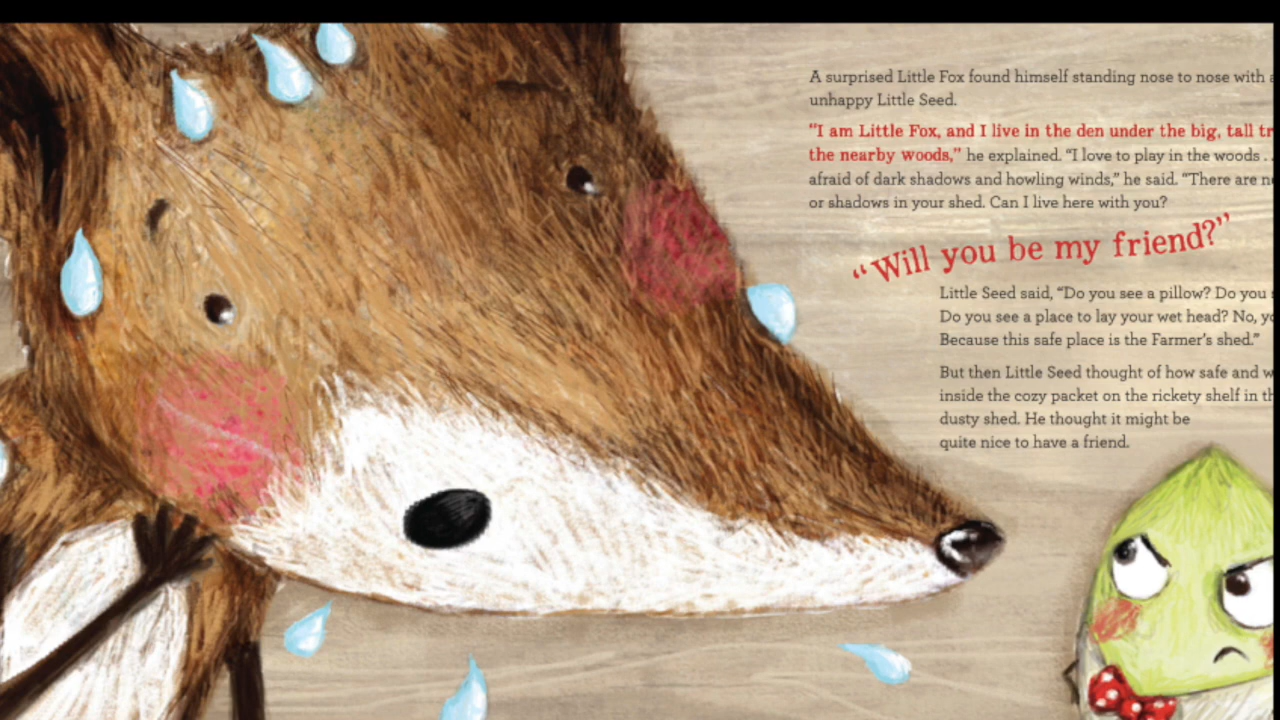 A surprised Little Fox found himself standing nose to nose with a
unhappy Little Seed.
“I am Little Fox, and I live in the den under the big, tall
the nearby woods,” he explained. “I love to play in the woods . .
afraid of dark shadows and howling winds,” he said. “There are
or shadows in your shed. Can I live here with you?
“Will you be my friend?”
Little Seed said, “Do you see a pillow? Do you
Do you see a place to lay your wet head? No,
Because this safe place is the Farmer’s shed.”
But then Little Seed thought of how safe and
inside the cozy packet on the rickety shelf in
dusty shed. He thought it might be
quite nice to have a friend.